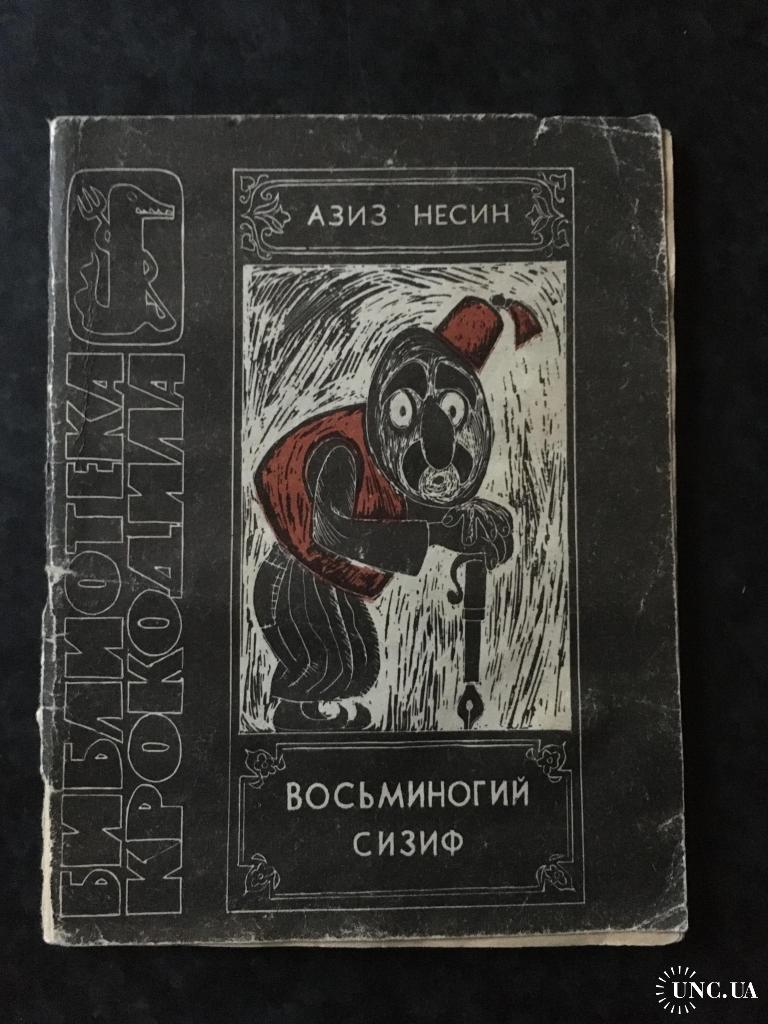 БИБЛИОТЕКА
КРОКОДИЛА
АЗИЗ НЕСИН
ВОСЬМИНОГИЙ
СИЗИФ
UNC.UA